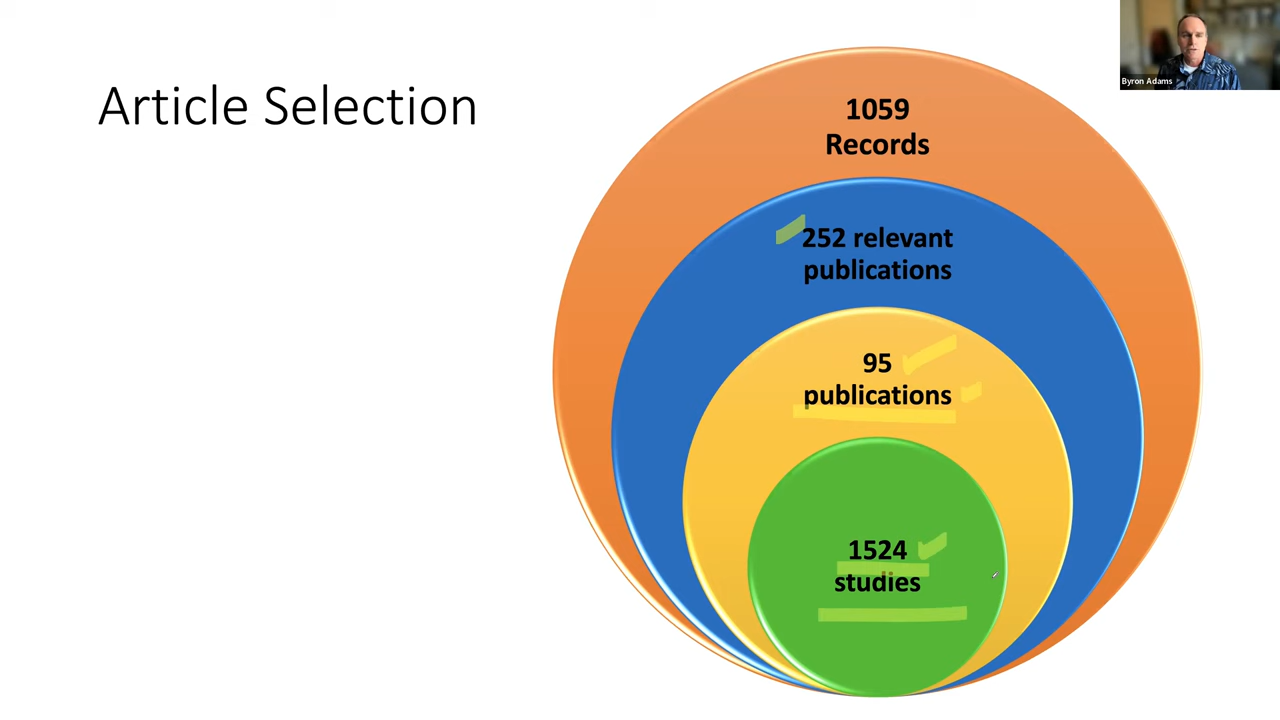 Article Selection
1059
Records
252 relevant
publications
95
publications
1524
studies
Byron Adams